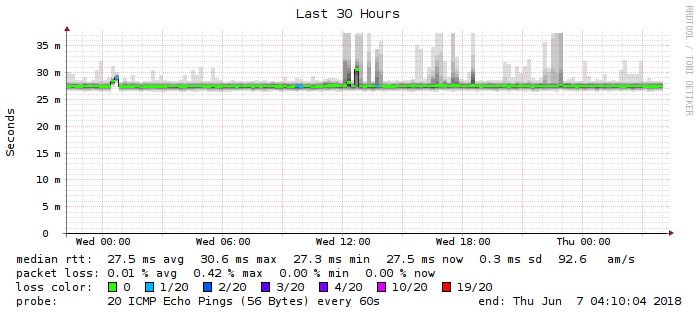 Last 30 Hours
RRDTOOL / TOBI OETIKER
Seconds
35 m
30 m
25 m
20 m
15 m
10 m
5 m
0
Wed 00:00 Wed 06:00 Wed 12:00 Wed 18:00 Thu 00:00
median rtt: 27.5 ms avg 30.6 ms max 27.3 ms min 27.5 ms now 0.3 ms sd 92.6 am/s
packet loss: 0.01 % avg 0.42 % max 0.00 % min 0.00 % now
loss color: 0 1/20 2/20 3/20 4/20 10/20 19/20
probe: 20 ICMP Echo Pings (56 Bytes) every 60s end: Thu Jun 7 04:10:04 2018